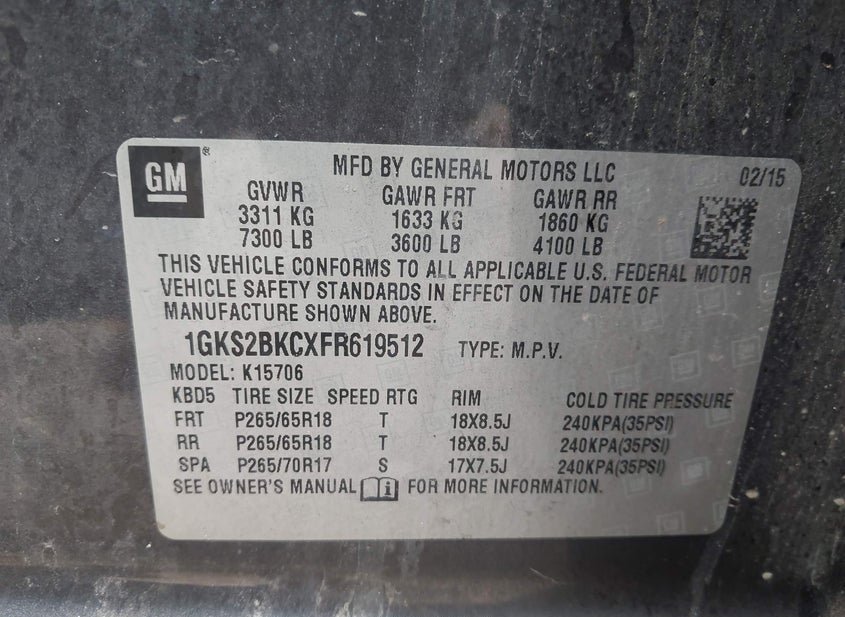 GM
MFD BY GENERAL MOTORS LLC 02/15
GVWR GAWR FRT GAWR RR
3311 KG 1633 KG 1860 KG
7300 LB 3600 LB 4100 LB
THIS VEHICLE CONFORMS TO ALL APPLICABLE U.S. FEDERAL MOTOR
VEHICLE SAFETY STANDARDS IN EFFECT ON THE DATE OF
MANUFACTURE SHOWN ABOVE.
1GKS2BKCXFR619512 TYPE: M.P.V.
MODEL: K15706
KBD5 TIRE SIZE SPEED RTG RIM COLD TIRE PRESSURE
FRT P265/65R18 T 18X8.5J 240KPA(35PSI)
RR P265/65R18 T 18X8.5J 240KPA(35PSI)
SPA P265/70R17 S 17X7.5J 240KPA(35PSI)
SEE OWNER'S MANUAL FOR MORE INFORMATION.